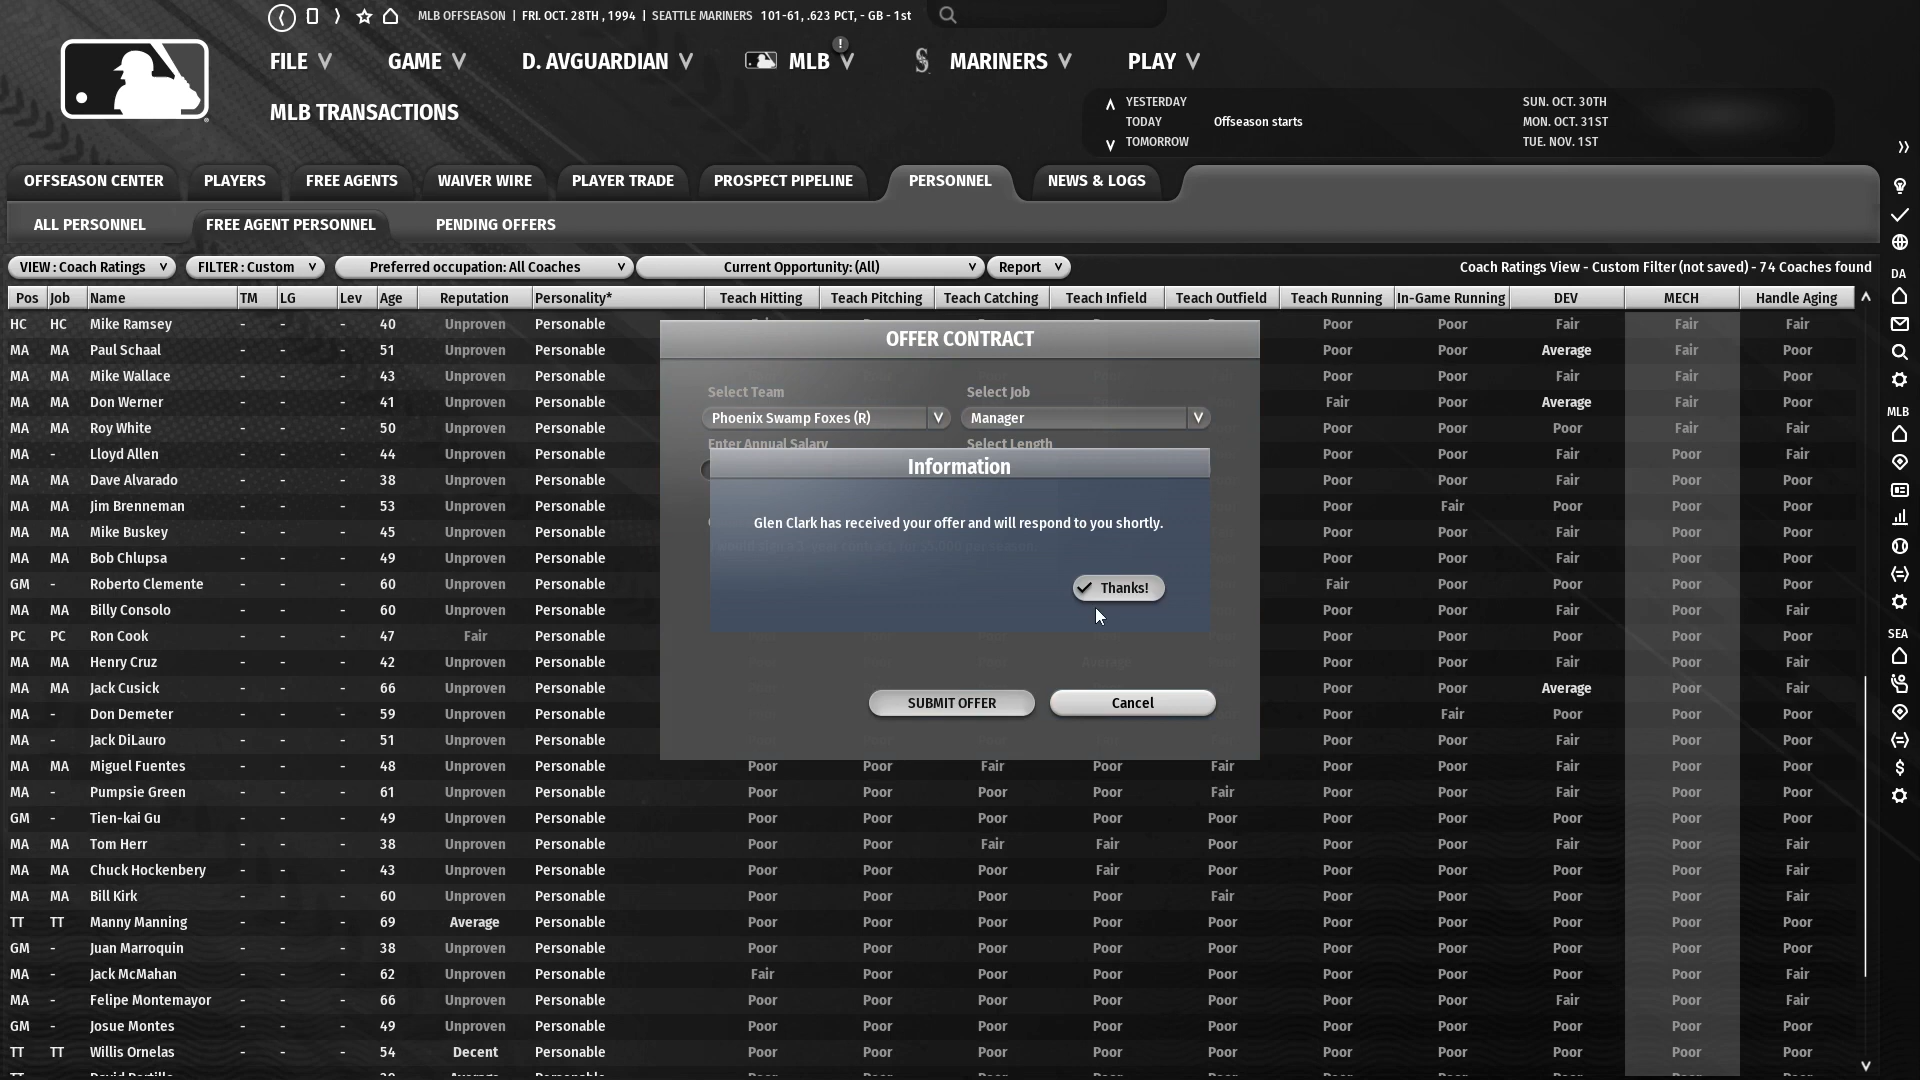 MLB OFFSEASON | FRI. OCT. 28TH , 1994 | SEATTLE MARINERS 101-61, .623 PCT, - GB - 1st
FILE GAME D. AVGUARDIAN MLB ! MARINERS PLAY
MLB TRANSACTIONS
YESTERDAY SUN. OCT. 30TH
TODAY Offseason starts MON. OCT. 31ST
TOMORROW TUE. NOV. 1ST
OFFSEASON CENTER PLAYERS FREE AGENTS WAIVER WIRE PLAYER TRADE PROSPECT PIPELINE PERSONNEL NEWS & LOGS
ALL PERSONNEL FREE AGENT PERSONNEL PENDING OFFERS
VIEW : Coach Ratings FILTER : Custom Preferred occupation: All Coaches Current Opportunity: (All) Report Coach Ratings View - Custom Filter (not saved) - 74 Coaches found
Pos Job Name TM LG Lev Age Reputation Personality* Teach Hitting Teach Pitching Teach Catching Teach Infield Teach Outfield Teach Running In-Game Running DEV MECH Handle Aging
HC HC Mike Ramsey - - - 40 Unproven Personable Poor Poor Fair Fair Fair
MA MA Paul Schaal - - - 51 Unproven Personable Poor Poor Average Fair Poor
MA MA Mike Wallace - - - 43 Unproven Personable Poor Poor Fair Fair Poor
MA MA Don Werner - - - 41 Unproven Personable Fair Poor Average Fair Poor
MA MA Roy White - - - 50 Unproven Personable Poor Poor Poor Fair Fair
MA - Lloyd Allen - - - 44 Unproven Personable Poor Poor Fair Poor Fair
MA MA Dave Alvarado - - - 38 Unproven Personable Poor Poor Fair Poor Poor
MA MA Jim Brenneman - - - 53 Unproven Personable Poor Fair Poor Poor Poor
MA MA Mike Buskey - - - 45 Unproven Personable Poor Poor Fair Poor Poor
MA MA Bob Chlupsa - - - 49 Unproven Personable Poor Poor Fair Poor Poor
GM - Roberto Clemente - - - 60 Unproven Personable Fair Poor Poor Poor Poor
MA MA Billy Consolo - - - 60 Unproven Personable Poor Poor Fair Poor Fair
PC PC Ron Cook - - - 47 Fair Personable Poor Poor Poor Poor Poor
MA MA Henry Cruz - - - 42 Unproven Personable Poor Poor Fair Poor Fair
MA MA Jack Cusick - - - 66 Unproven Personable Poor Poor Average Poor Fair
MA - Don Demeter - - - 59 Unproven Personable Poor Fair Poor Poor Poor
MA - Jack DiLauro - - - 51 Unproven Personable Poor Poor Fair Poor Poor
MA MA Miguel Fuentes - - - 48 Unproven Personable Poor Poor Fair Poor Fair Poor Poor Fair Poor Fair
MA - Pumpsie Green - - - 61 Unproven Personable Poor Poor Poor Poor Fair Poor Poor Fair Poor Poor
GM - Tien-kai Gu - - - 49 Unproven Personable Poor Poor Poor Poor Poor Poor Poor Poor Poor Poor
MA MA Tom Herr - - - 38 Unproven Personable Poor Poor Fair Fair Poor Poor Poor Fair Poor Fair
MA MA Chuck Hockenbery - - - 43 Unproven Personable Poor Poor Poor Fair Poor Poor Poor Poor Poor Fair
MA MA Bill Kirk - - - 60 Unproven Personable Poor Poor Poor Poor Fair Poor Poor Poor Poor Fair
TT TT Manny Manning - - - 69 Average Personable Poor Poor Poor Poor Poor Poor Poor Poor Poor Poor
GM - Juan Marroquin - - - 38 Unproven Personable Poor Poor Poor Poor Poor Poor Poor Poor Poor Poor
MA - Jack McMahan - - - 62 Unproven Personable Fair Poor Poor Poor Poor Poor Poor Poor Poor Fair
MA - Felipe Montemayor - - - 66 Unproven Personable Poor Poor Poor Poor Poor Poor Poor Fair Poor Fair
GM - Josue Montes - - - 49 Unproven Personable Poor Poor Poor Poor Poor Poor Poor Poor Poor Poor
TT TT Willis Ornelas - - - 54 Decent Personable Poor Poor Poor Poor Poor Poor Poor Poor Poor Poor
OFFER CONTRACT
Select Team Select Job
Phoenix Swamp Foxes (R) Manager
Enter Annual Salary Select Length
Information
Glen Clark has received your offer and will respond to you shortly.
Thanks!
SUBMIT OFFER Cancel
DA
MLB
SEA